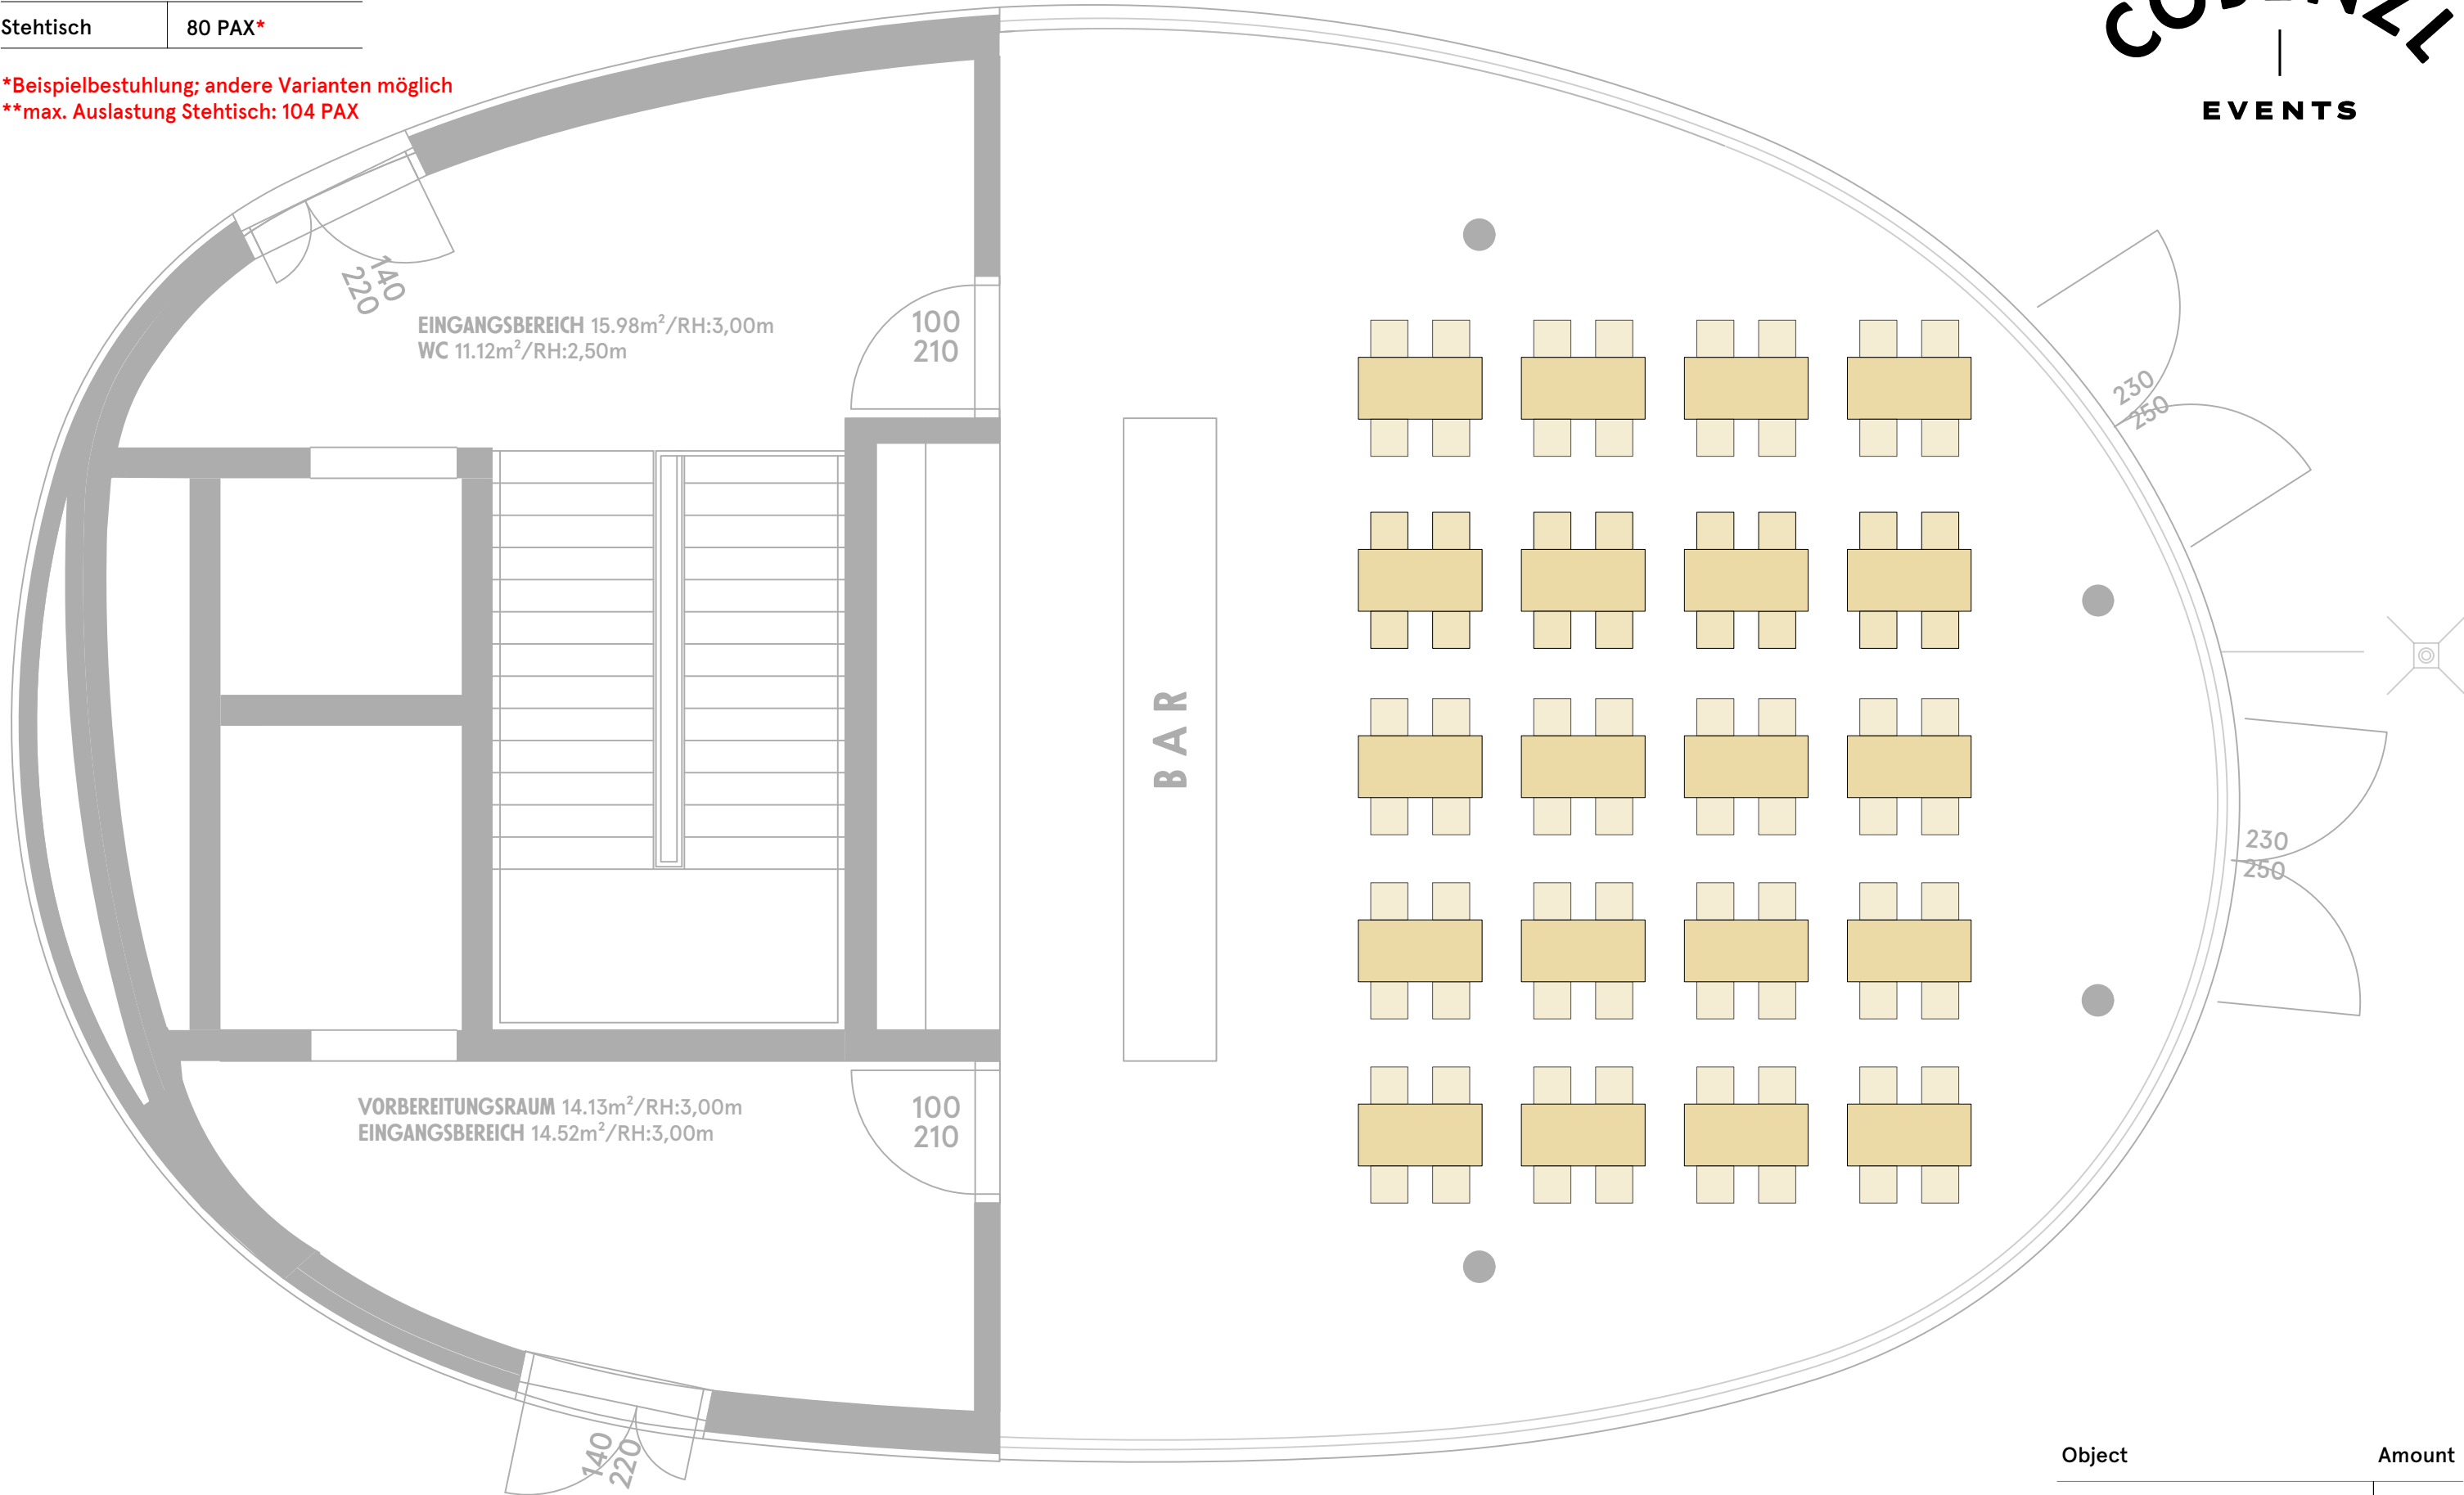 Stehtisch 80 PAX*
*Beispielbestuhlung; andere Varianten möglich
**max. Auslastung Stehtisch: 104 PAX
EVENTS
140
220
EINGANGSBEREICH 15.98m²/RH:3,00m
WC 11.12m²/RH:2,50m
100
210
230
250
BAR
230
250
VORBEREITUNGSRAUM 14.13m²/RH:3,00m
EINGANGSBEREICH 14.52m²/RH:3,00m
100
210
140
220
Object Amount